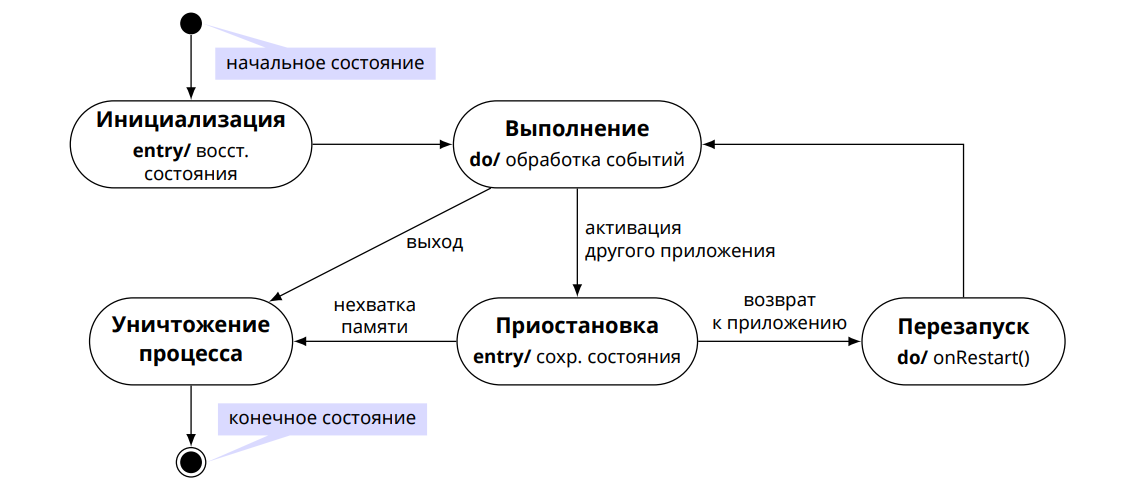 начальное состояние
Инициализация
entry/ восст.
состояния
Выполнение
do/ обработка событий
выход
активация
другого приложения
Уничтожение
процесса
нехватка
памяти
Приостановка
entry/ сохр. состояния
возврат
к приложению
Перезапуск
do/ onRestart()
конечное состояние